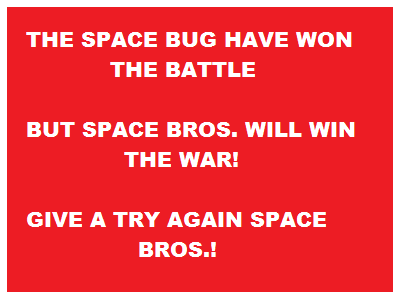 THE SPACE BUG HAVE WON
THE BATTLE
BUT SPACE BROS. WILL WIN
THE WAR!
GIVE A TRY AGAIN SPACE
BROS.!